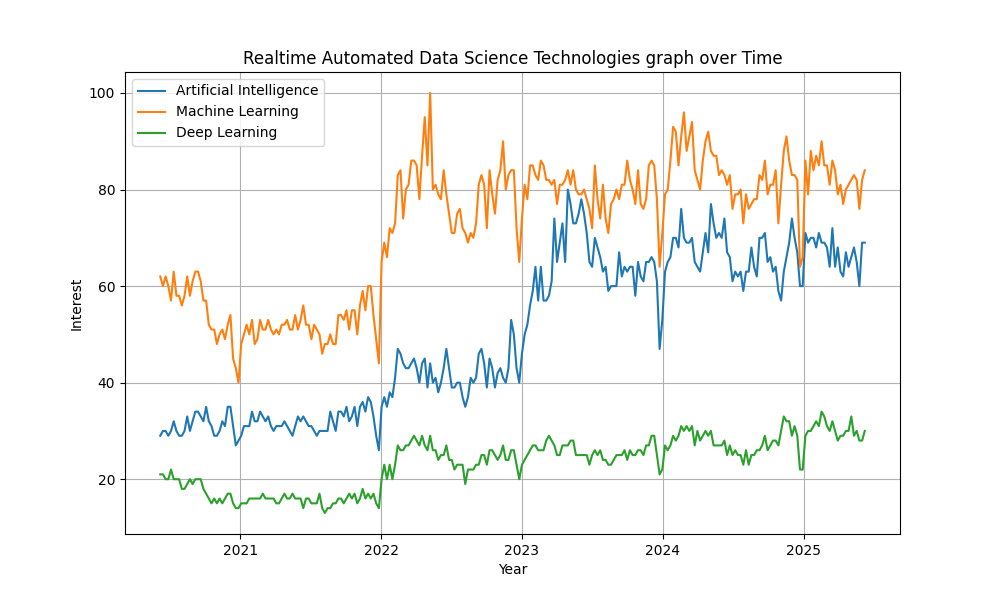 Realtime Automated Data Science Technologies graph over Time
Artificial Intelligence
Machine Learning
Deep Learning
100
80
60
40
20
Interest
2021 2022 2023 2024 2025
Year